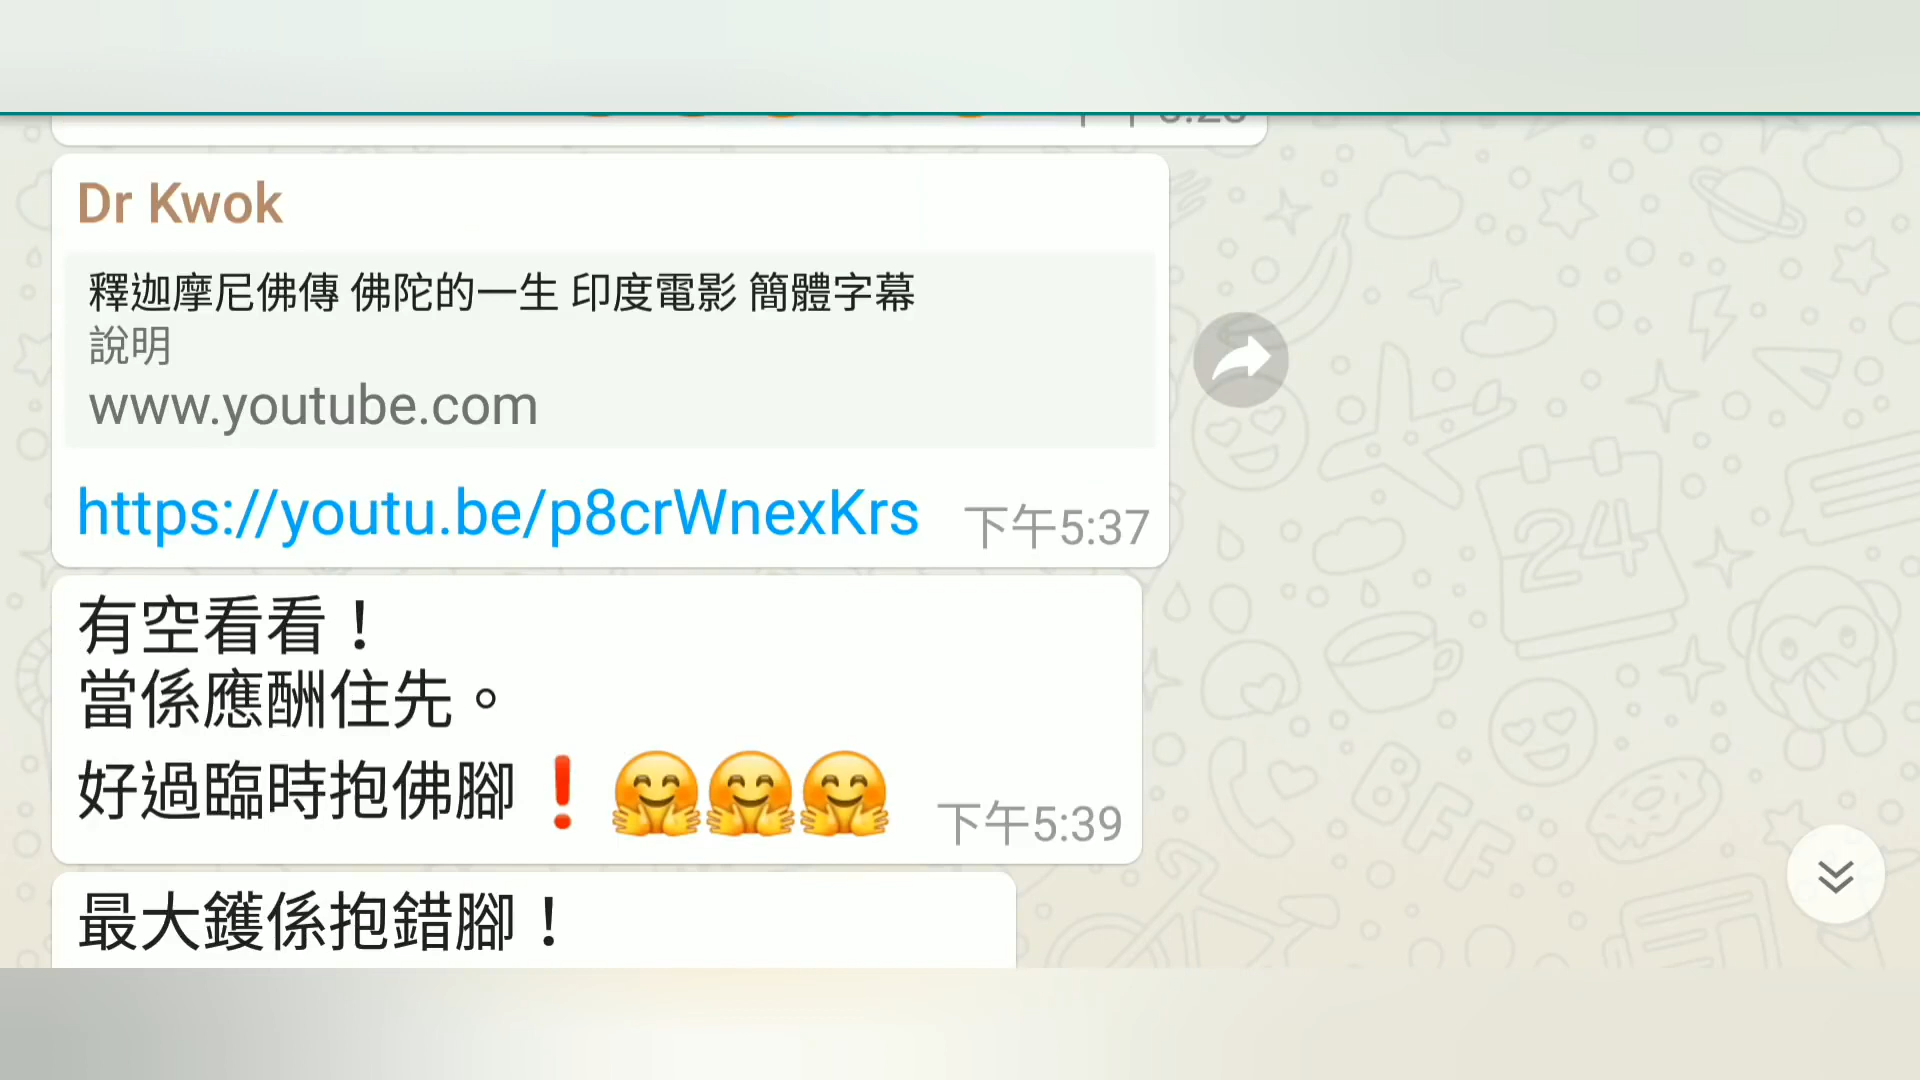 Dr Kwok
釋迦摩尼佛傳 佛陀的一生 印度電影 簡體字幕
說明
www.youtube.com
https://youtu.be/p8crWnexKrs 下午5:37
有空看看！
當係應酬住先。
好過臨時抱佛腳❗🤗🤗🤗 下午5:39
最大鑊係抱錯腳！